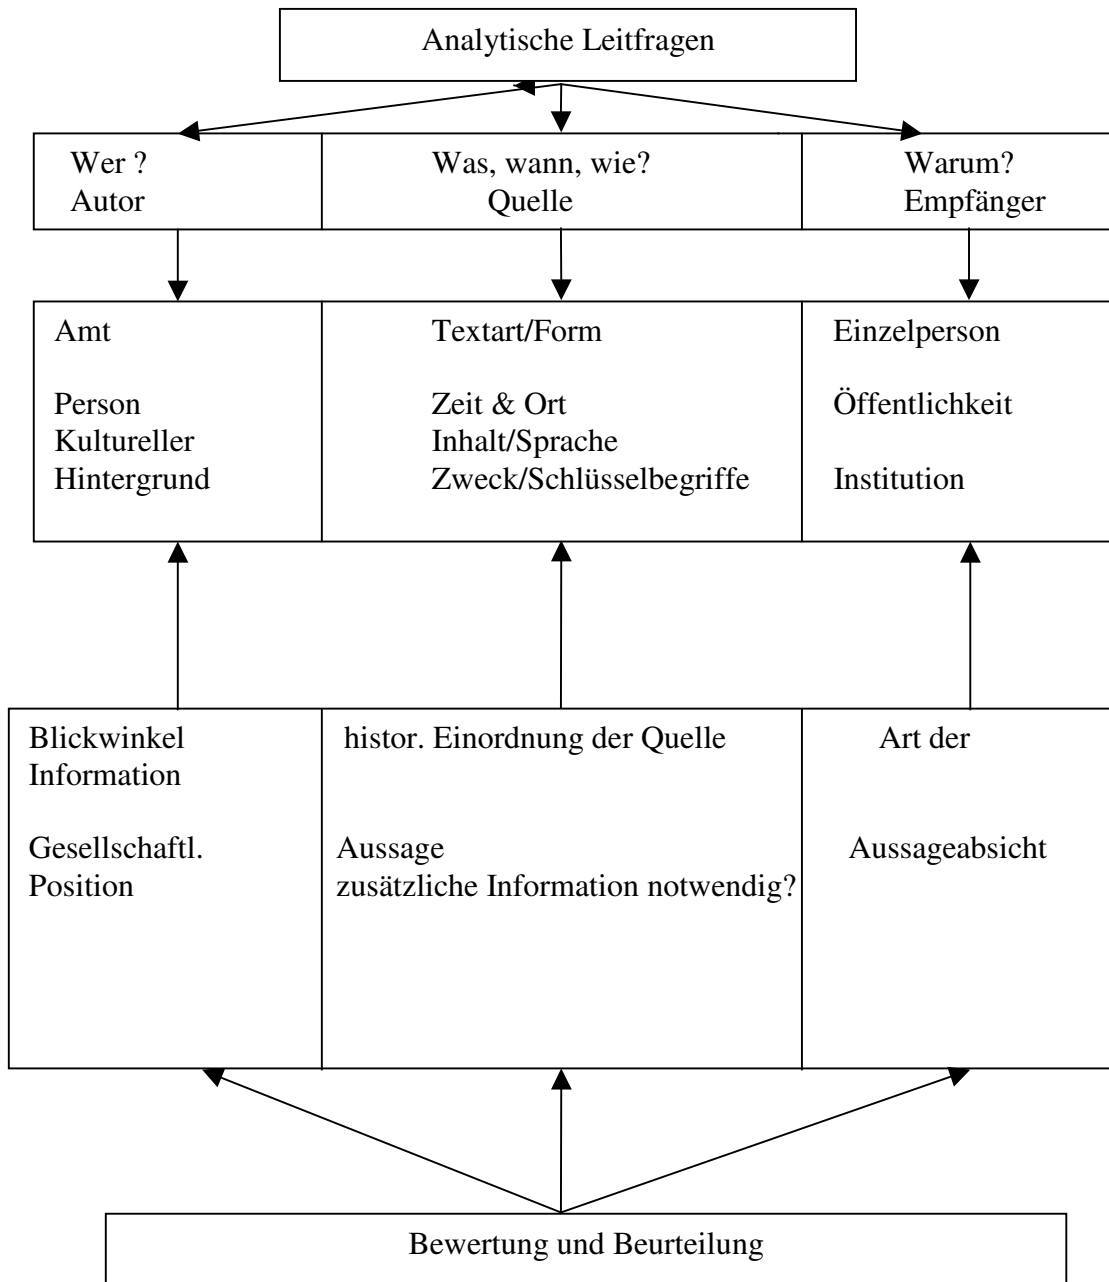 Analytische Leitfragen
Wer ?
Autor
Was, wann, wie?
Quelle
Warum?
Empfänger
Amt
Person
Kultureller
Hintergrund
Textart/Form
Zeit & Ort
Inhalt/Sprache
Zweck/Schlüsselbegriffe
Einzelperson
Öffentlichkeit
Institution
Blickwinkel
Information
Gesellschaftl.
Position
histor. Einordnung der Quelle
Aussage
zusätzliche Information notwendig?
Art der
Aussageabsicht
Bewertung und Beurteilung